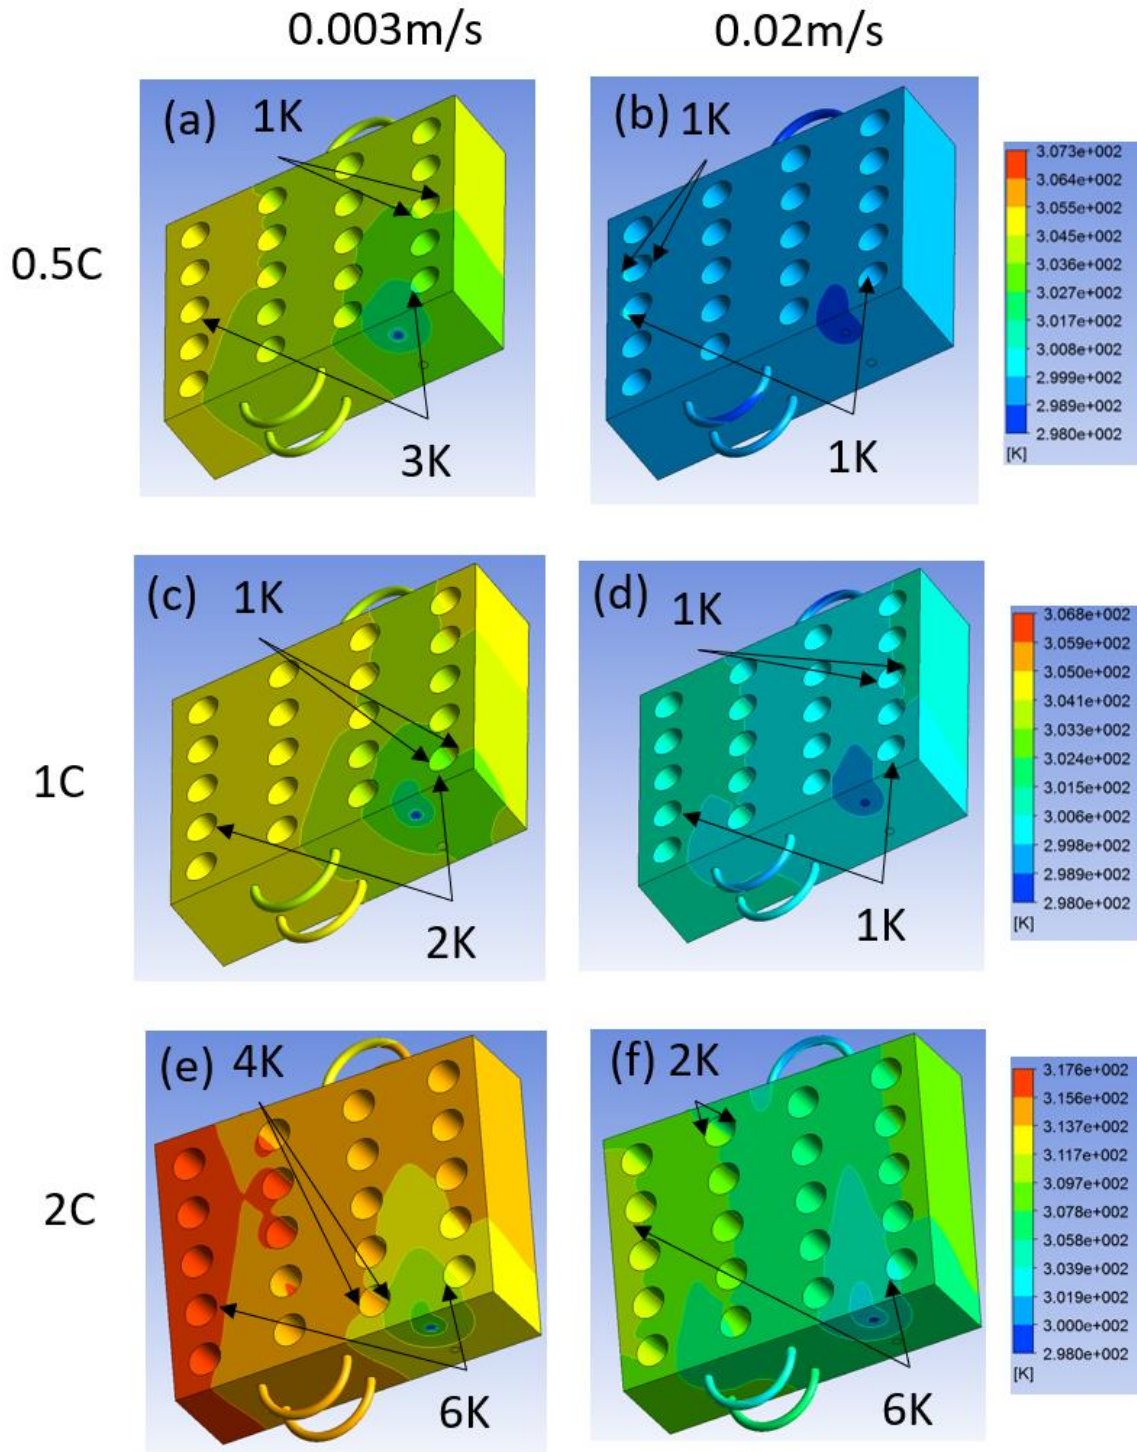 0.003m/s 0.02m/s
(a) 1K
(b) 1K
0.5C
3K
1K
3.073e+002
3.064e+002
3.055e+002
3.045e+002
3.036e+002
3.027e+002
3.017e+002
3.008e+002
2.999e+002
2.989e+002
2.980e+002
[K]
(c) 1K
(d) 1K
1C
2K
1K
3.068e+002
3.059e+002
3.050e+002
3.041e+002
3.033e+002
3.024e+002
3.015e+002
3.006e+002
2.998e+002
2.989e+002
2.980e+002
[K]
(e) 4K
(f) 2K
2C
6K
6K
3.176e+002
3.156e+002
3.137e+002
3.117e+002
3.097e+002
3.078e+002
3.058e+002
3.039e+002
3.019e+002
3.000e+002
2.980e+002
[K]